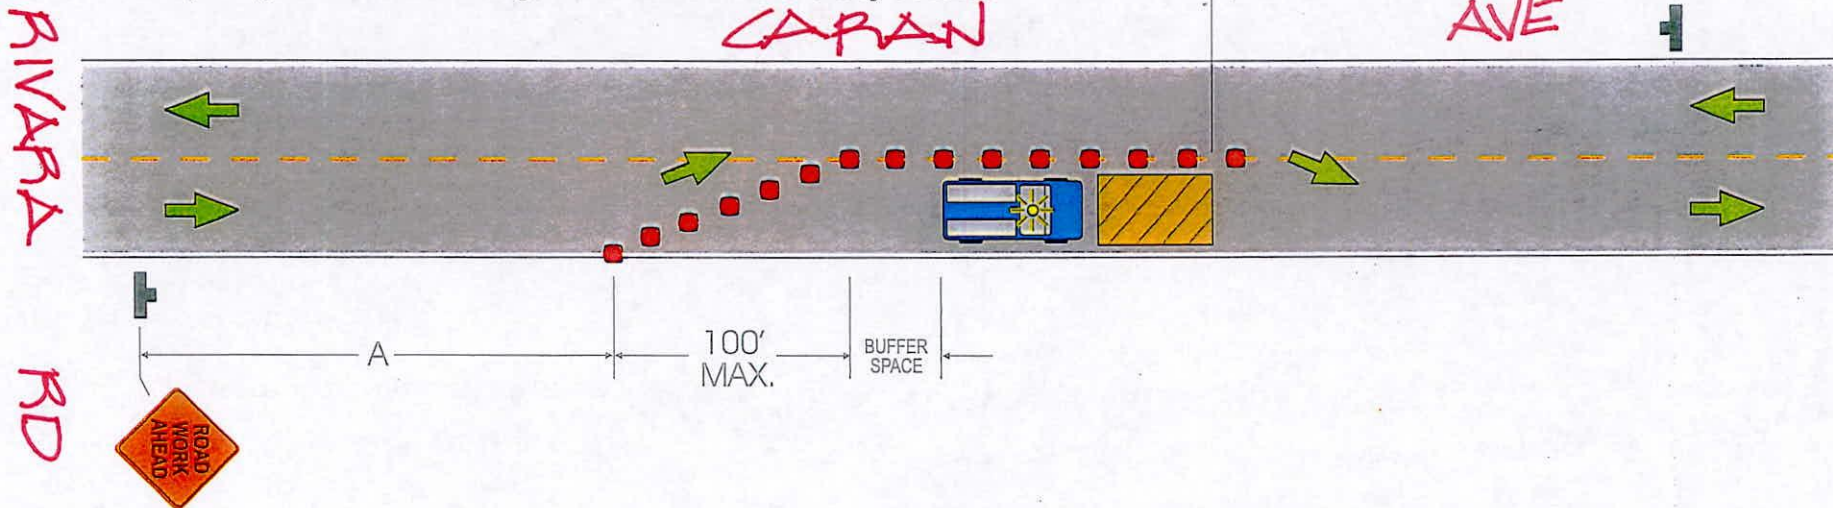 CARAN AVE
RIVARA RD
A
100'
MAX.
BUFFER
SPACE
ROAD
WORK
AHEAD